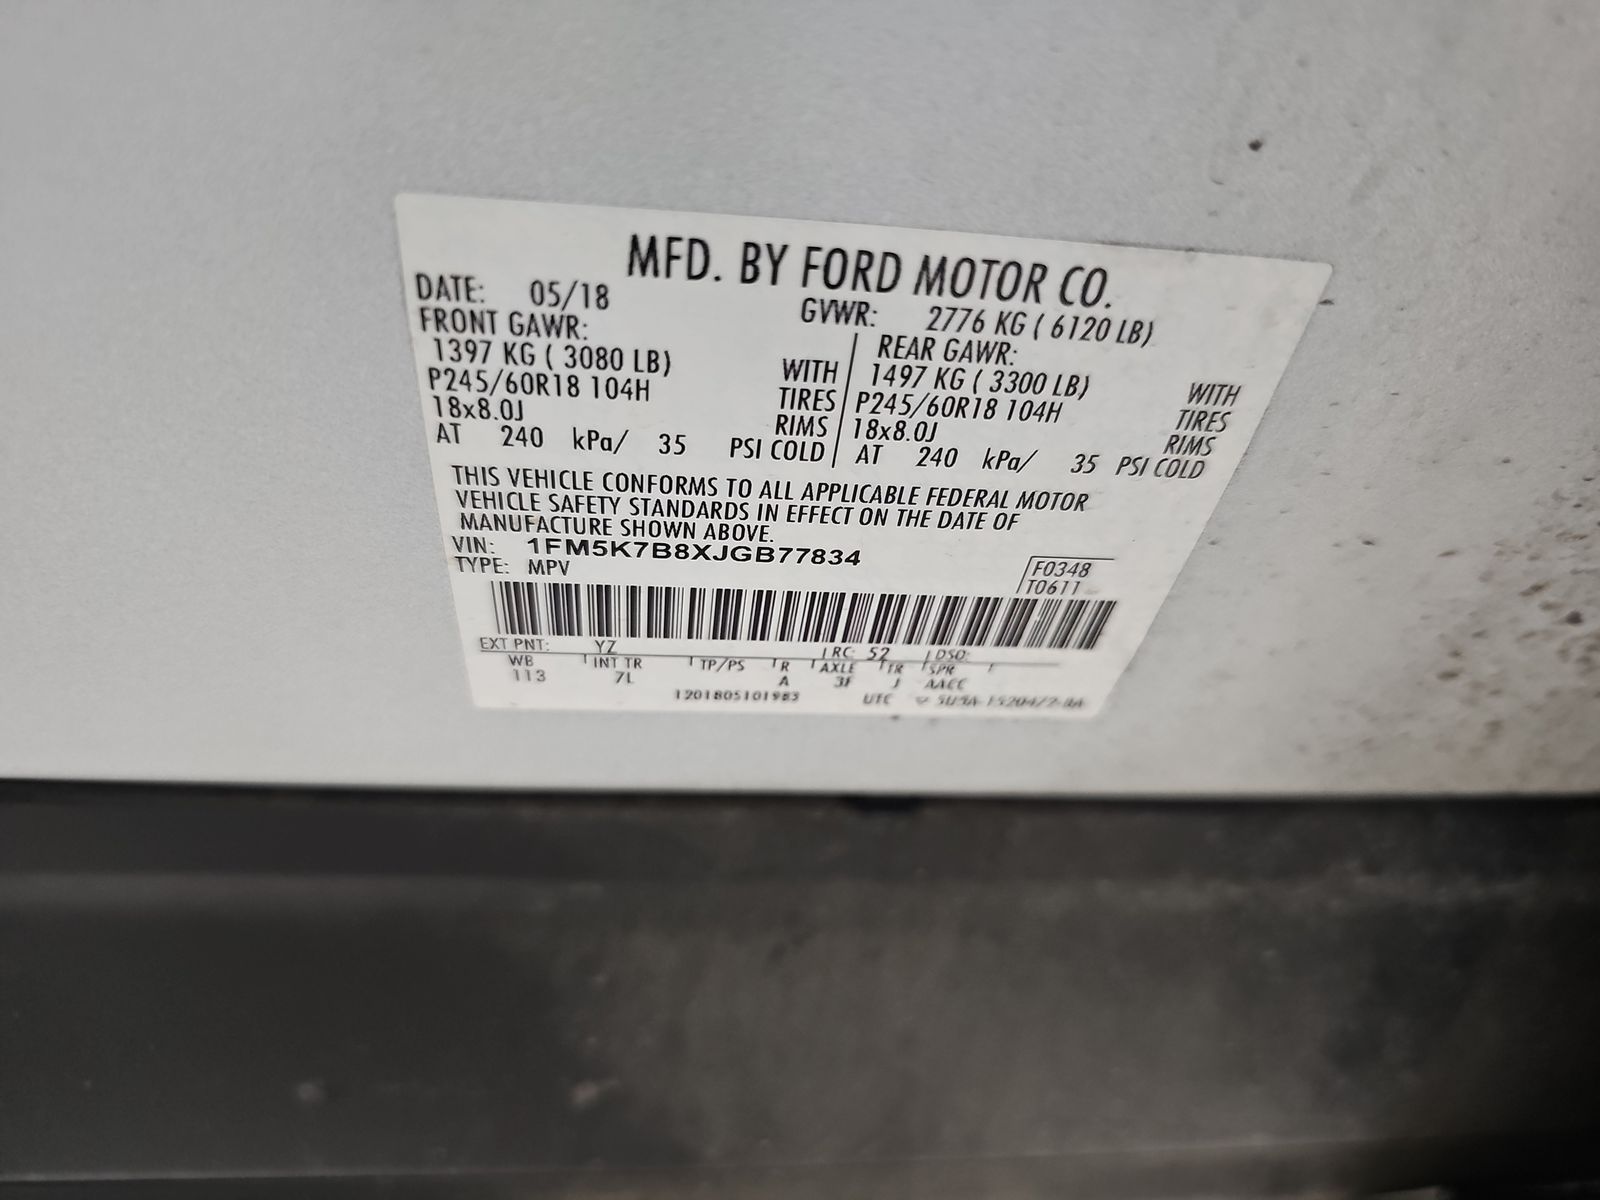 MFD. BY FORD MOTOR CO.
DATE: 05/18 GVWR: 2776 KG ( 6120 LB)
FRONT GAWR: REAR GAWR:
1397 KG ( 3080 LB) WITH 1497 KG ( 3300 LB) WITH
P245/60R18 104H TIRES P245/60R18 104H TIRES
18x8.0J RIMS 18x8.0J RIMS
AT 240 kPa/ 35 PSI COLD AT 240 kPa/ 35 PSI COLD
THIS VEHICLE CONFORMS TO ALL APPLICABLE FEDERAL MOTOR
VEHICLE SAFETY STANDARDS IN EFFECT ON THE DATE OF
MANUFACTURE SHOWN ABOVE.
VIN: 1FM5K7B8XJGB77834
TYPE: MPV
F0348
T0611
EXT PNT: YZ RC: 52 DSO:
WB INT TR TP/PS R AXLE TR SPR
113 7L A 3F J AACC
1201805101983 UTC